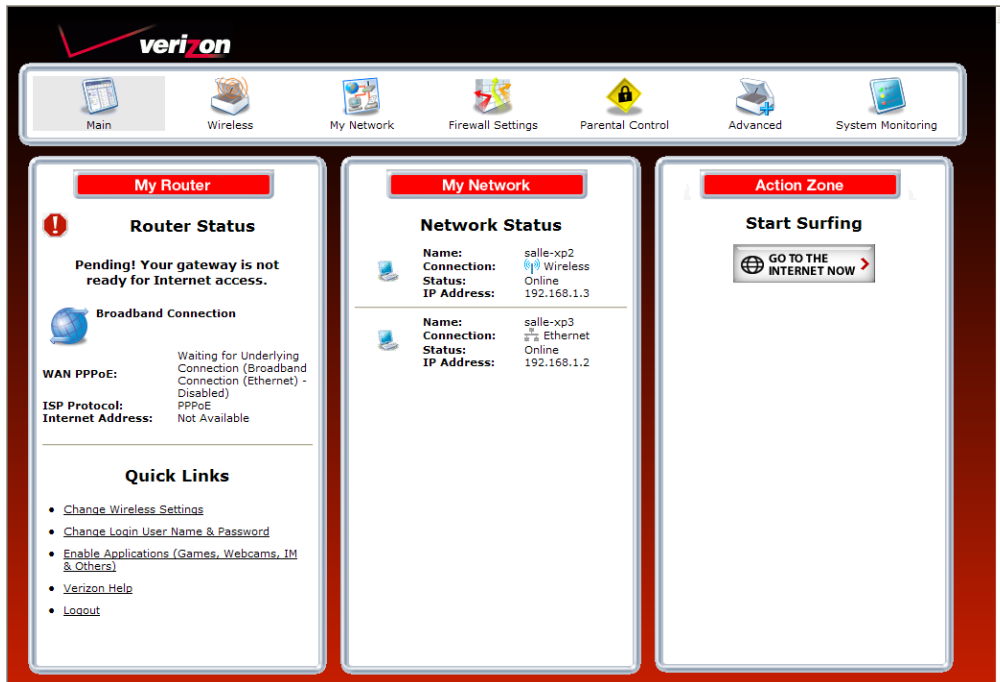 verizon
Main
Wireless
My Network
Firewall Settings
Parental Control
Advanced
System Monitoring
My Router
Router Status
Pending! Your gateway is not
ready for Internet access.
Broadband Connection
WAN PPPoE:
Waiting for Underlying
Connection (Broadband
Connection (Ethernet) -
Disabled)
ISP Protocol: PPPoE
Internet Address: Not Available
Quick Links
Change Wireless Settings
Change Login User Name & Password
Enable Applications (Games, Webcams, IM
& Others)
Verizon Help
Logout
My Network
Network Status
Name: salle-xp2
Connection: Wireless
Status: Online
IP Address: 192.168.1.3
Name: salle-xp3
Connection: Ethernet
Status: Online
IP Address: 192.168.1.2
Action Zone
Start Surfing
GO TO THE
INTERNET NOW